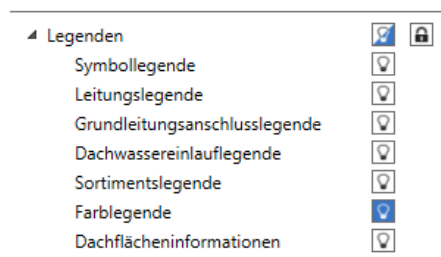 Legenden
Symbollegende
Leitungslegende
Grundleitungsanschlusslegende
Dachwassereinlauflegende
Sortimentslegende
Farblegende
Dachflächeninformationen